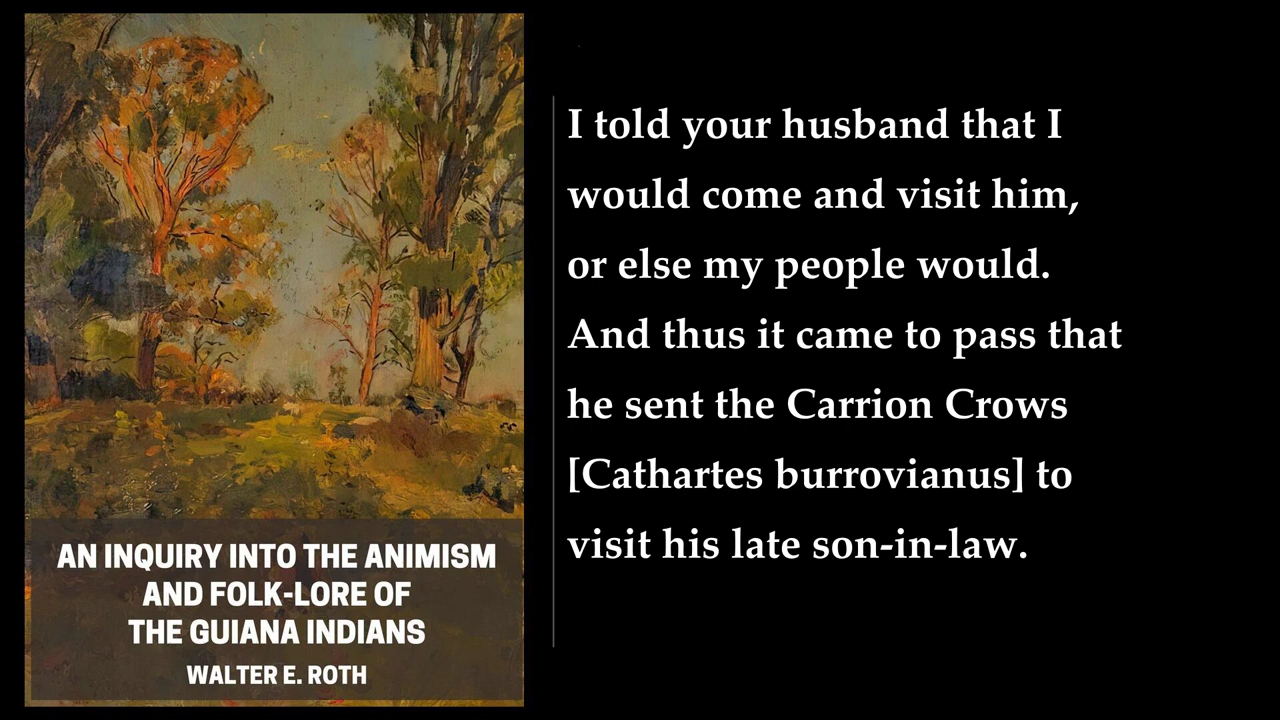 AN INQUIRY INTO THE ANIMISM
AND FOLK-LORE OF
THE GUIANA INDIANS
WALTER E. ROTH
I told your husband that I
would come and visit him,
or else my people would.
And thus it came to pass that
he sent the Carrion Crows
[Cathartes burrovianus] to
visit his late son-in-law.